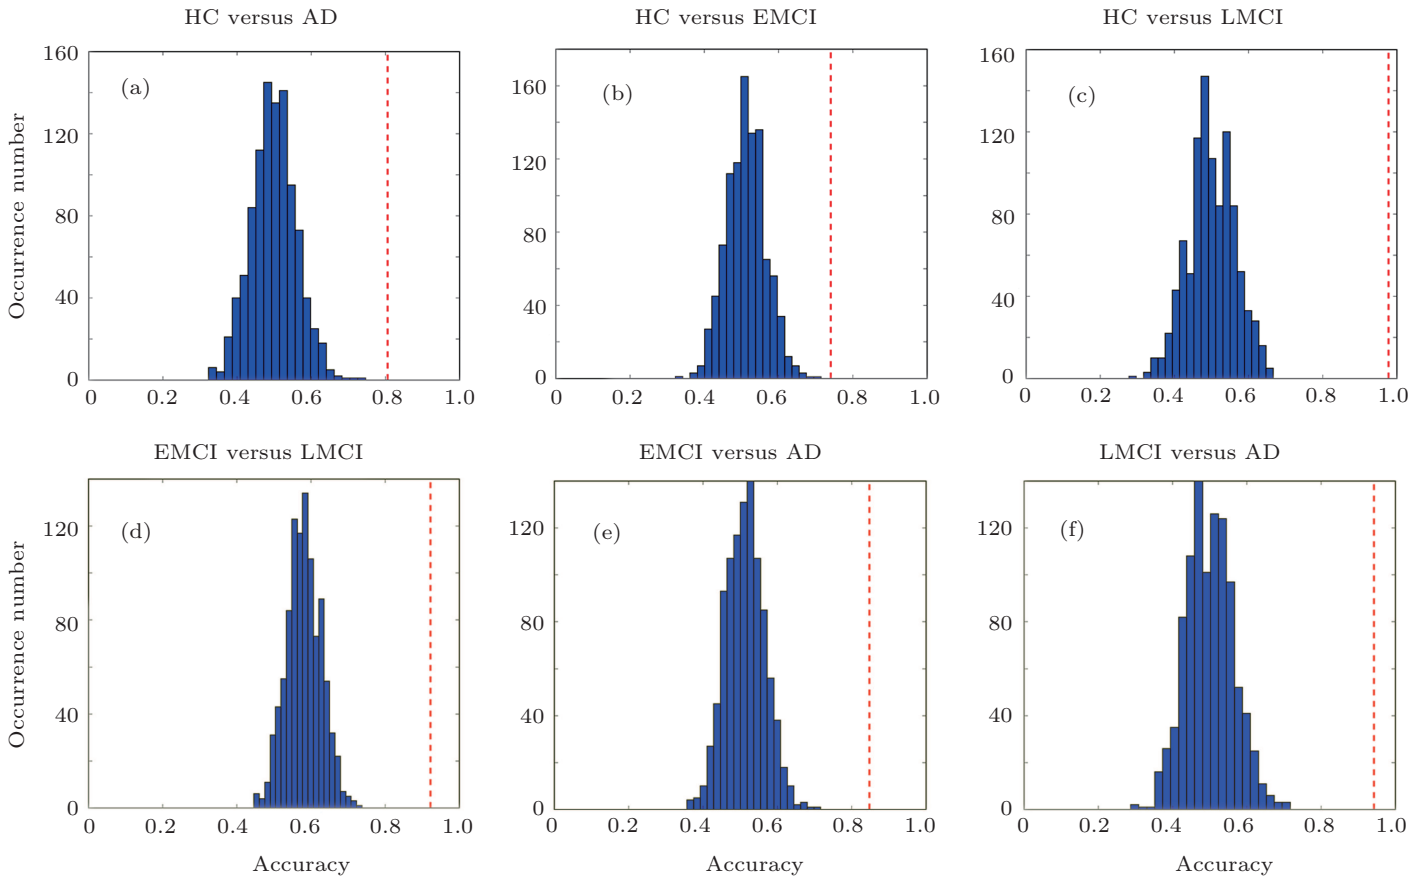 HC versus AD
HC versus EMCI
HC versus LMCI
Occurrence number
160
120
80
40
0
(a)
0 0.2 0.4 0.6 0.8 1.0
160
120
80
40
0
(b)
0 0.2 0.4 0.6 0.8 1.0
160
120
80
40
0
(c)
0 0.2 0.4 0.6 0.8 1.0
EMCI versus LMCI
EMCI versus AD
LMCI versus AD
Occurrence number
120
80
40
0
(d)
0 0.2 0.4 0.6 0.8 1.0
Accuracy
120
80
40
0
(e)
0 0.2 0.4 0.6 0.8 1.0
Accuracy
120
80
40
0
(f)
0 0.2 0.4 0.6 0.8 1.0
Accuracy